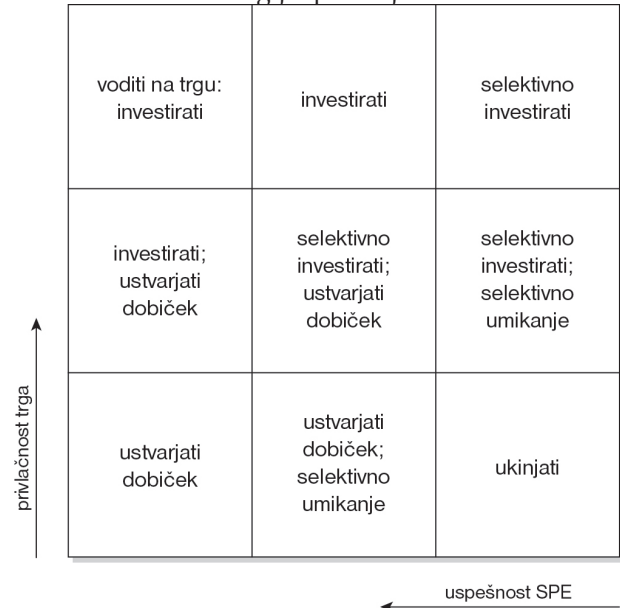 voditi na trgu:
investirati
investirati
selektivno
investirati
investirati;
ustvarjati
dobiček
selektivno
investirati;
ustvarjati
dobiček
selektivno
investirati;
selektivno
umikanje
ustvarjati
dobiček
ustvarjati
dobiček;
selektivno
umikanje
ukinjati
privlačnost trga
uspešnost SPE